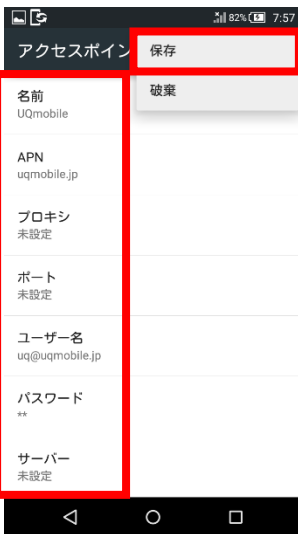 82% 7:57
アクセスポイン
保存
破棄
名前
UQmobile
APN
uqmobile.jp
プロキシ
未設定
ポート
未設定
ユーザー名
uq@uqmobile.jp
パスワード
**
サーバー
未設定